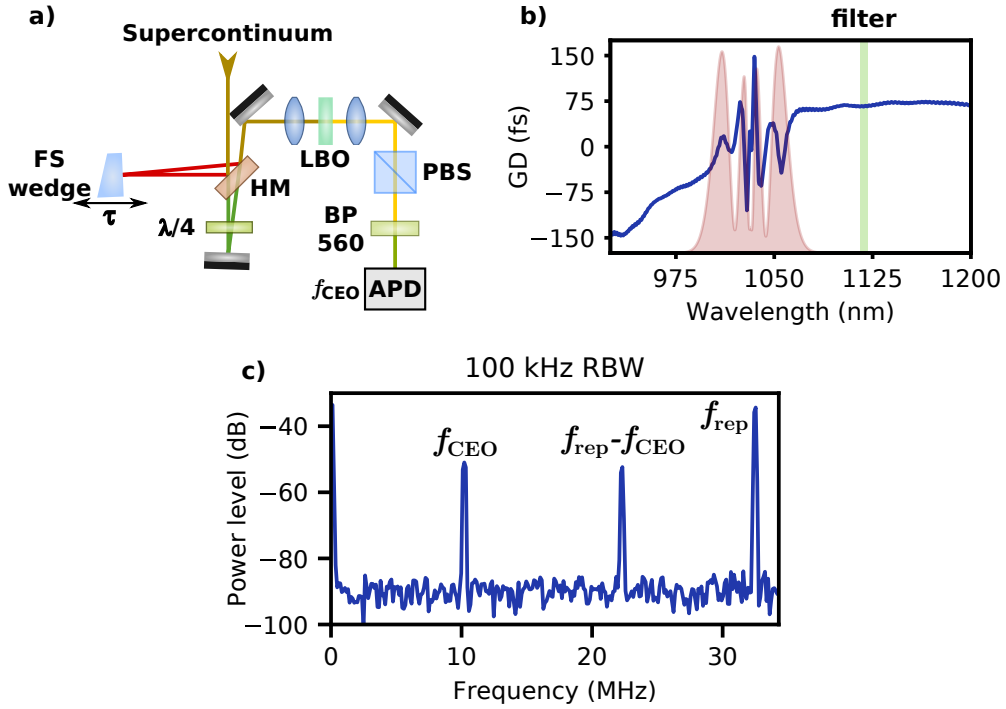 a)
Supercontinuum
FS
wedge
τ
HM
λ/4
LBO
PBS
BP
560
fCEO
APD
b)
filter
150
75
0
−75
−150
GD (fs)
975
1050
1125
1200
Wavelength (nm)
c)
100 kHz RBW
−40
−60
−80
−100
Power level (dB)
fCEO
frep-fCEO
frep
0
10
20
30
Frequency (MHz)